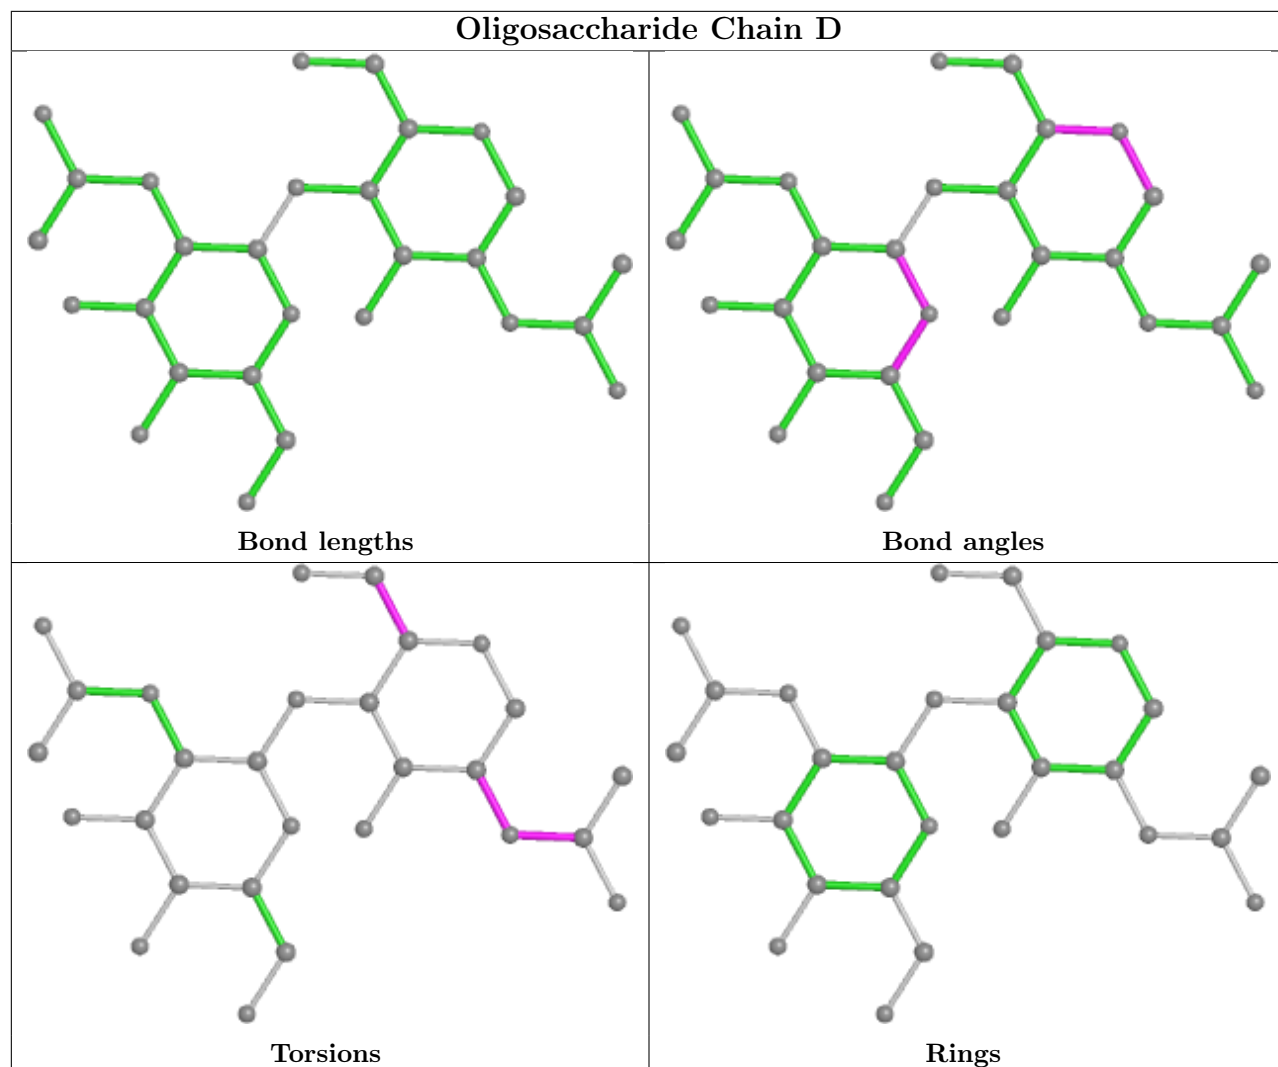 Oligosaccharide Chain D
Bond lengths
Bond angles
Torsions
Rings